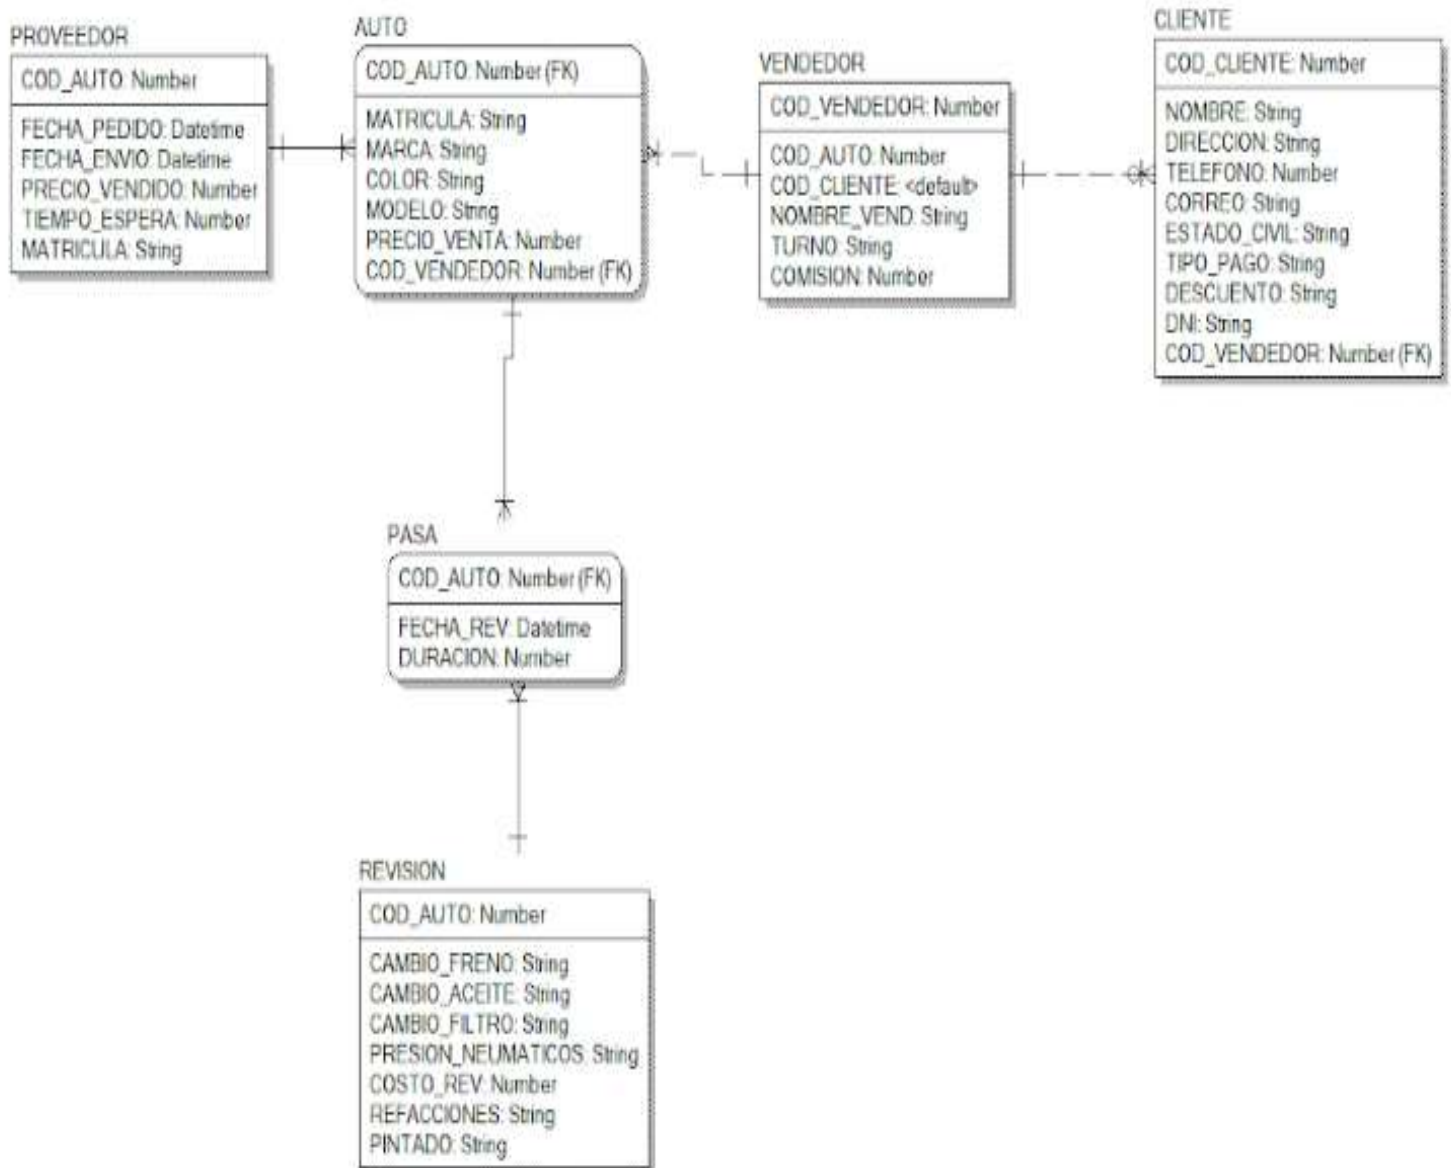 PROVEEDOR
COD_AUTO: Number
FECHA_PEDIDO: Datetime
FECHA_ENVIO: Datetime
PRECIO_VENDIDO: Number
TIEMPO_ESPERA: Number
MATRICULA: String
AUTO
COD_AUTO: Number (FK)
MATRICULA: String
MARCA: String
COLOR: String
MODELO: String
PRECIO_VENTA: Number
COD_VENDEDOR: Number (FK)
VENDEDOR
COD_VENDEDOR: Number
COD_AUTO: Number
COD_CLIENTE: <default>
NOMBRE_VEND: String
TURNO: String
COMISION: Number
CLIENTE
COD_CLIENTE: Number
NOMBRE: String
DIRECCION: String
TELEFONO: Number
CORREO: String
ESTADO_CIVIL: String
TIPO_PAGO: String
DESCUENTO: String
DNI: String
COD_VENDEDOR: Number (FK)
PASA
COD_AUTO: Number (FK)
FECHA_REV: Datetime
DURACION: Number
REVISION
COD_AUTO: Number
CAMBIO_FRENO: String
CAMBIO_ACEITE: String
CAMBIO_FILTRO: String
PRESION_NEUMATICOS: String
COSTO_REV: Number
REFACCIONES: String
PINTADO: String